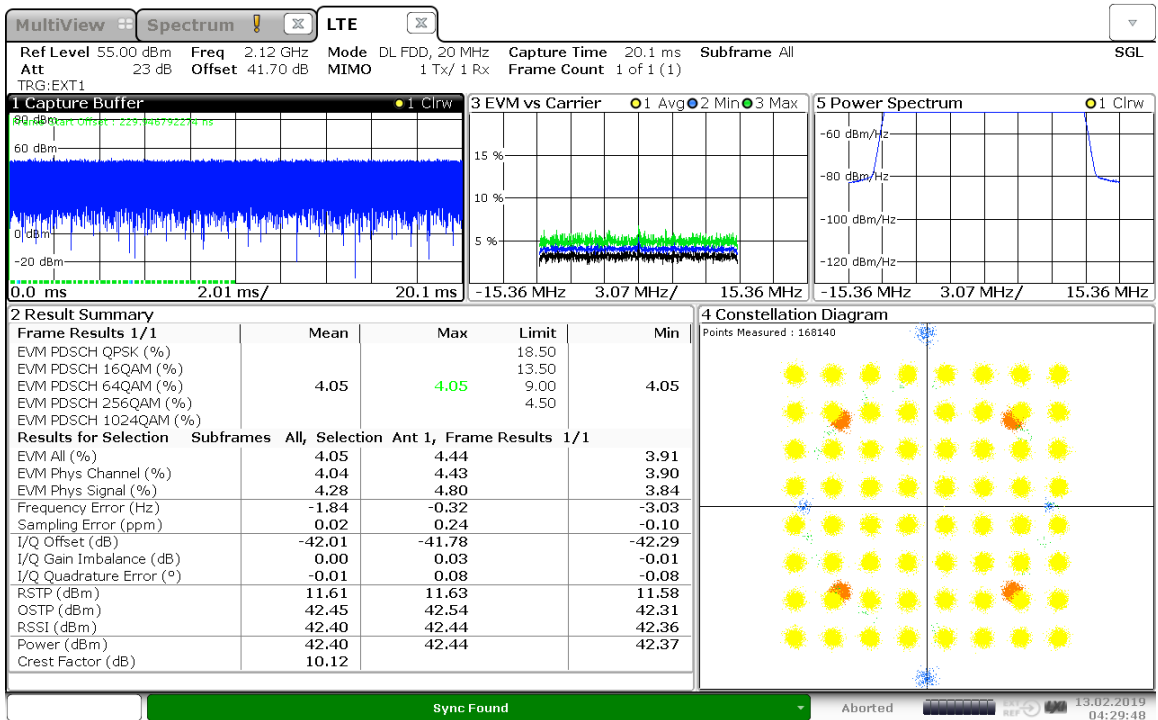 MultiView Spectrum LTE
Ref Level 55.00 dBm Freq 2.12 GHz Mode DL FDD, 20 MHz Capture Time 20.1 ms Subframe All SGL
Att 23 dB Offset 41.70 dB MIMO 1 Tx/ 1 Rx Frame Count 1 of 1 (1)
TRG:EXT1
1 Capture Buffer 1 Clrw
80 dBm
Frame Start Offset : 229.946792274 ns
60 dBm
0 dBm
-20 dBm
0.0 ms 2.01 ms/ 20.1 ms
3 EVM vs Carrier 1 Avg 2 Min 3 Max
15 %
10 %
5 %
-15.36 MHz 3.07 MHz/ 15.36 MHz
5 Power Spectrum 1 Clrw
-60 dBm/Hz
-80 dBm/Hz
-100 dBm/Hz
-120 dBm/Hz
-15.36 MHz 3.07 MHz/ 15.36 MHz
2 Result Summary
Frame Results 1/1 Mean Max Limit Min
EVM PDSCH QPSK (%) 18.50
EVM PDSCH 16QAM (%) 13.50
EVM PDSCH 64QAM (%) 4.05 4.05 9.00 4.05
EVM PDSCH 256QAM (%) 4.50
EVM PDSCH 1024QAM (%)
Results for Selection Subframes All, Selection Ant 1, Frame Results 1/1
EVM All (%) 4.05 4.44 3.91
EVM Phys Channel (%) 4.04 4.43 3.90
EVM Phys Signal (%) 4.28 4.80 3.84
Frequency Error (Hz) -1.84 -0.32 -3.03
Sampling Error (ppm) 0.02 0.24 -0.10
I/Q Offset (dB) -42.01 -41.78 -42.29
I/Q Gain Imbalance (dB) 0.00 0.03 -0.01
I/Q Quadrature Error (°) -0.01 0.08 -0.08
RSTP (dBm) 11.61 11.63 11.58
OSTP (dBm) 42.45 42.54 42.31
RSSI (dBm) 42.40 42.44 42.36
Power (dBm) 42.40 42.44 42.37
Crest Factor (dB) 10.12
4 Constellation Diagram
Points Measured : 168140
Sync Found Aborted EXT REF 13.02.2019
04:29:48